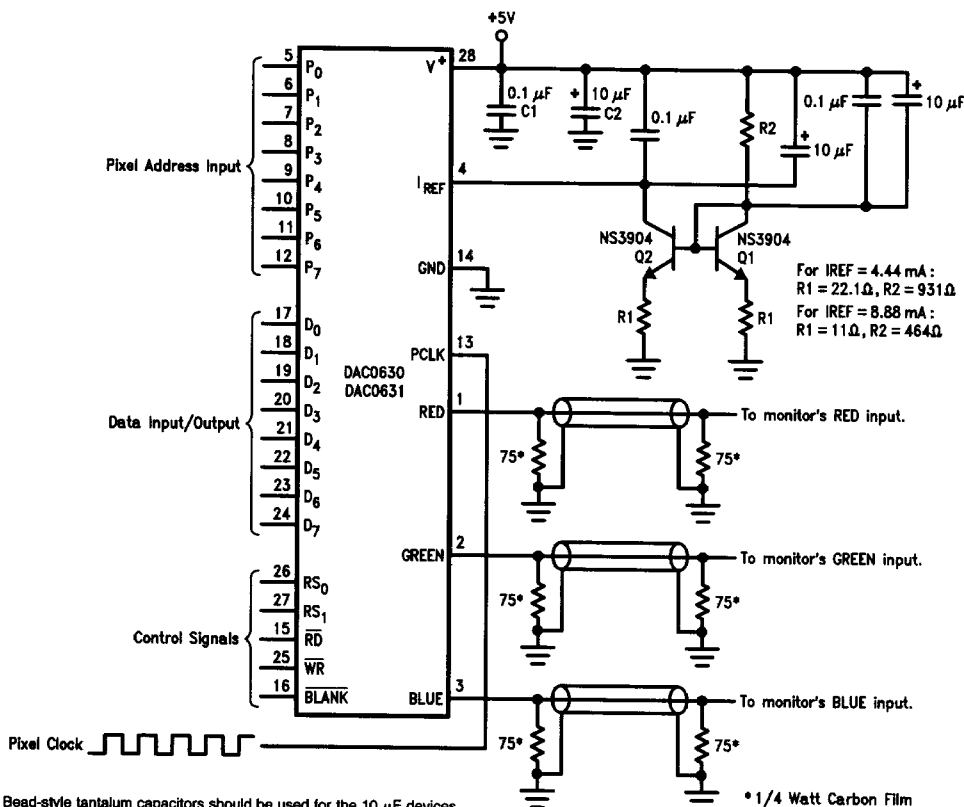 +5V
5 P0
6 P1
7 P2
8 P3
9 P4
10 P5
11 P6
12 P7
Pixel Address Input
17 D0
18 D1
19 D2
20 D3
21 D4
22 D5
23 D6
24 D7
Data Input/Output
26 RS0
27 RS1
15 RD
25 WR
16 BLANK
Control Signals
Pixel Clock
DAC0630
DAC0631
V+ 28
IREF 4
GND 14
PCLK 13
RED 1
GREEN 2
BLUE 3
0.1 μF
C1
+ 10 μF
C2
0.1 μF
R2
+
10 μF
0.1 μF
+
10 μF
NS3904
Q2
NS3904
Q1
R1
R1
For IREF = 4.44 mA :
R1 = 22.1Ω, R2 = 931Ω
For IREF = 8.88 mA :
R1 = 11Ω, R2 = 464Ω
75*
75*
To monitor's RED input.
75*
75*
To monitor's GREEN input.
75*
75*
To monitor's BLUE input.
*1/4 Watt Carbon Film
Bead-style tantalum capacitors should be used for the 10 μF devices